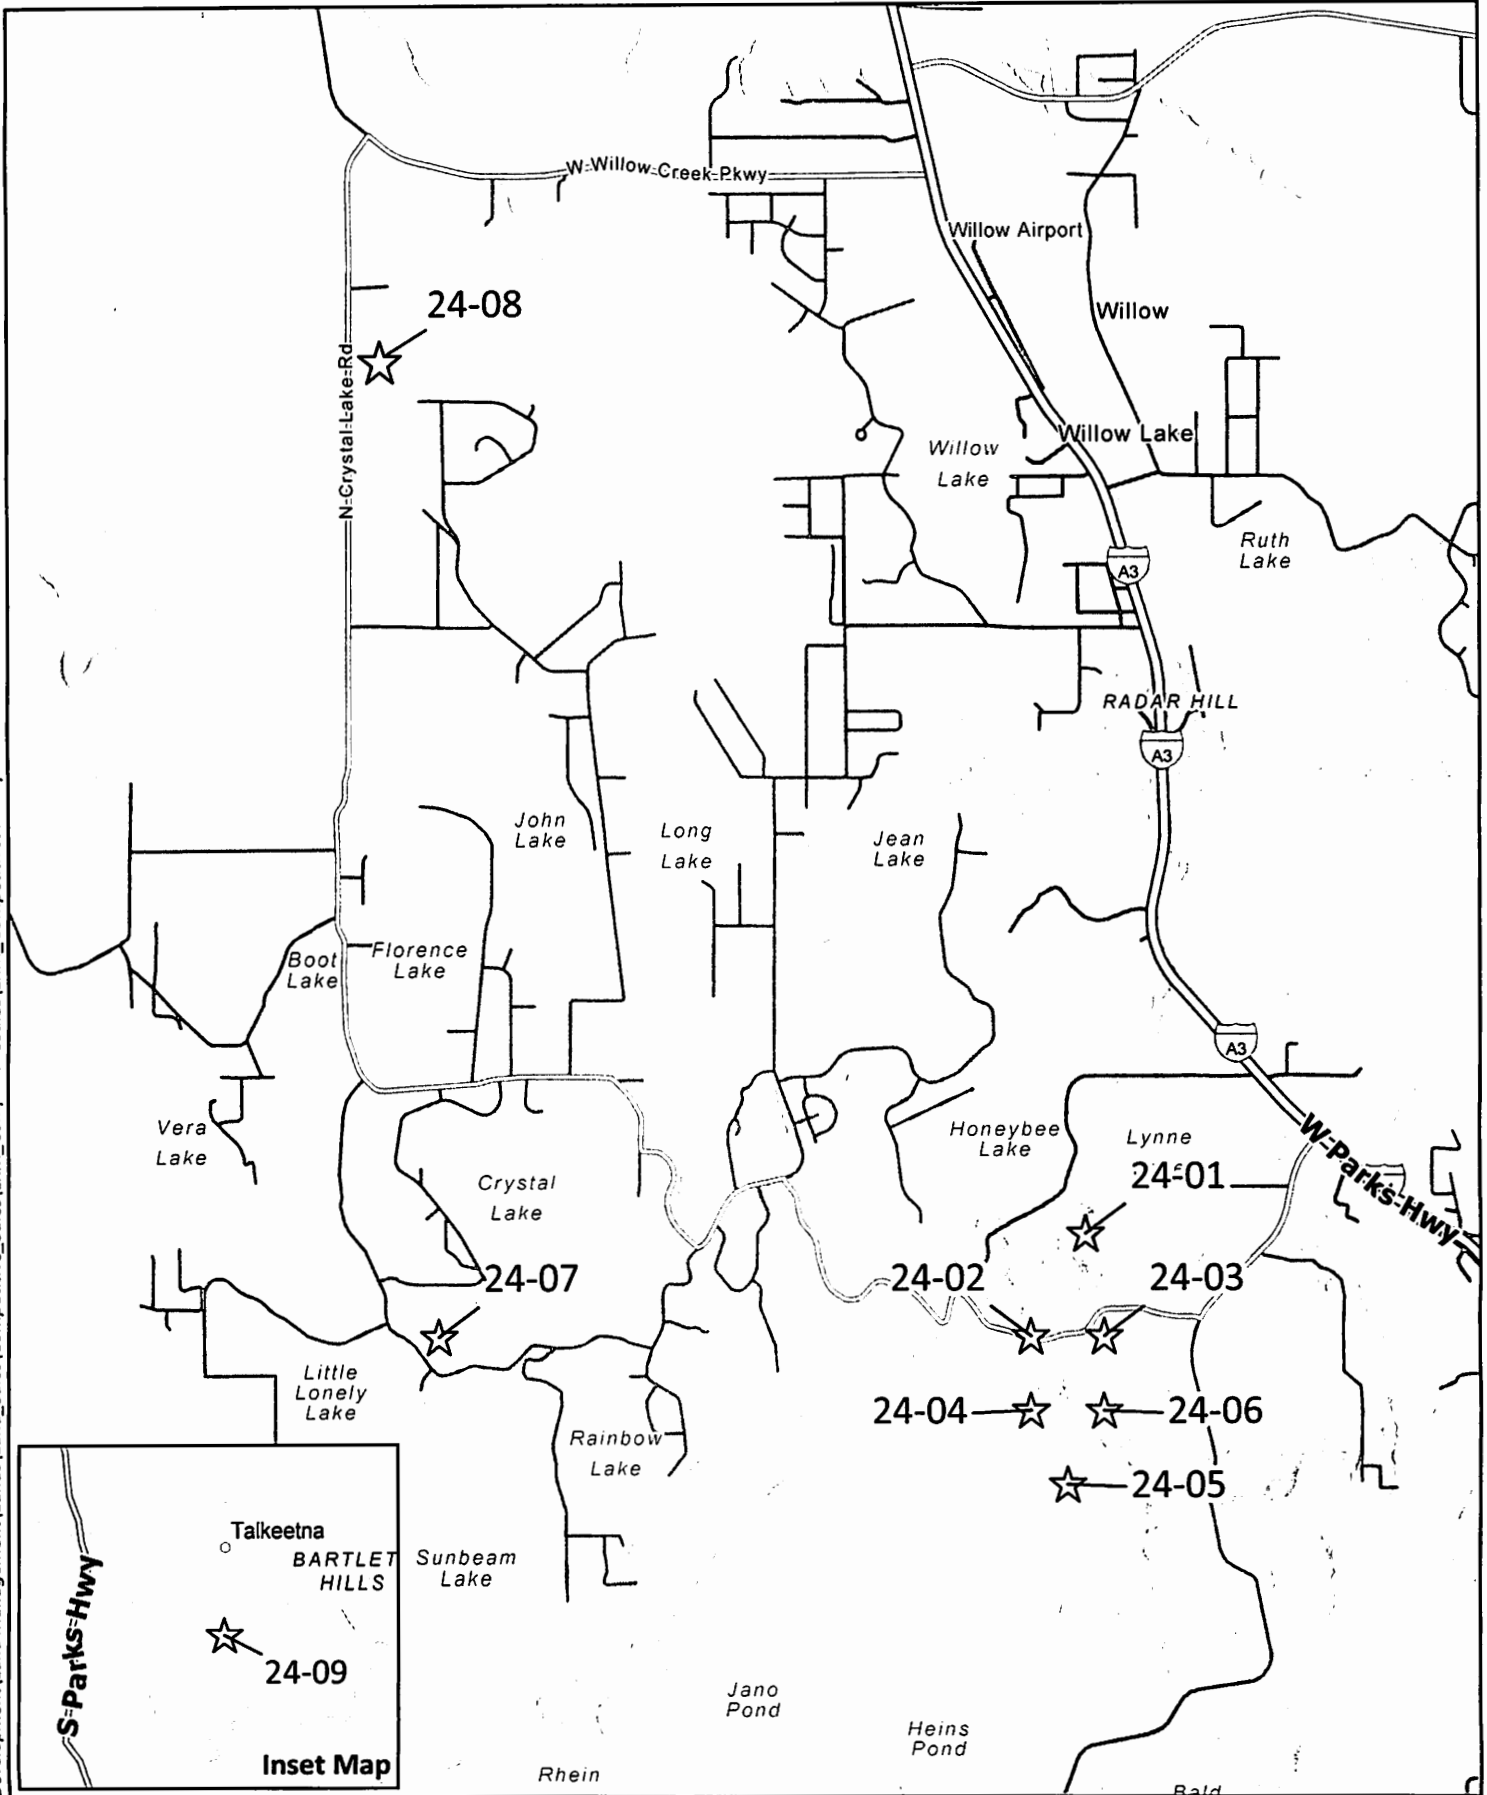 W-Willow-Creek-Pkwy
Willow Airport
24-08
Willow
N-Crystal-Lake-Rd
Willow Lake
Willow
Lake
Ruth
Lake
A3
RADAR HILL
A3
John
Lake
Long
Lake
Jean
Lake
Boot
Lake
Florence
Lake
A3
Vera
Lake
Honeybee
Lake
Lynne
W-Parks-Hwy
24-01
Crystal
Lake
24-07
24-02
24-03
Little
Lonely
Lake
24-04
24-06
Rainbow
Lake
24-05
Talkeetna
BARTLET
HILLS
Sunbeam
Lake
S-Parks-Hwy
24-09
Jano
Pond
Heins
Pond
Inset Map
Rhein
Bald